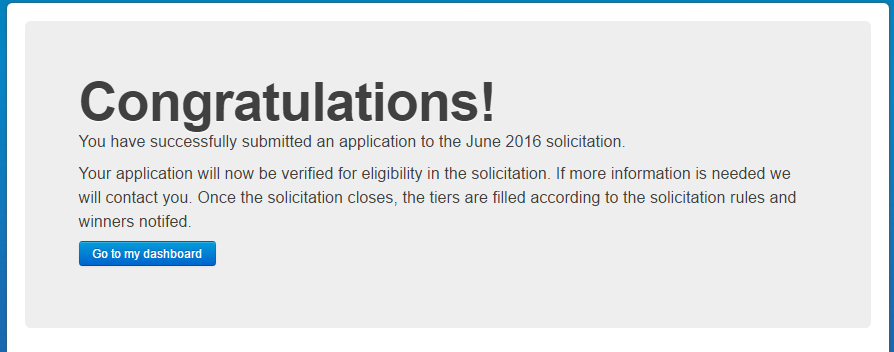 Congratulations!
You have successfully submitted an application to the June 2016 solicitation.
Your application will now be verified for eligibility in the solicitation. If more information is needed we
will contact you. Once the solicitation closes, the tiers are filled according to the solicitation rules and
winners notifed.
Go to my dashboard